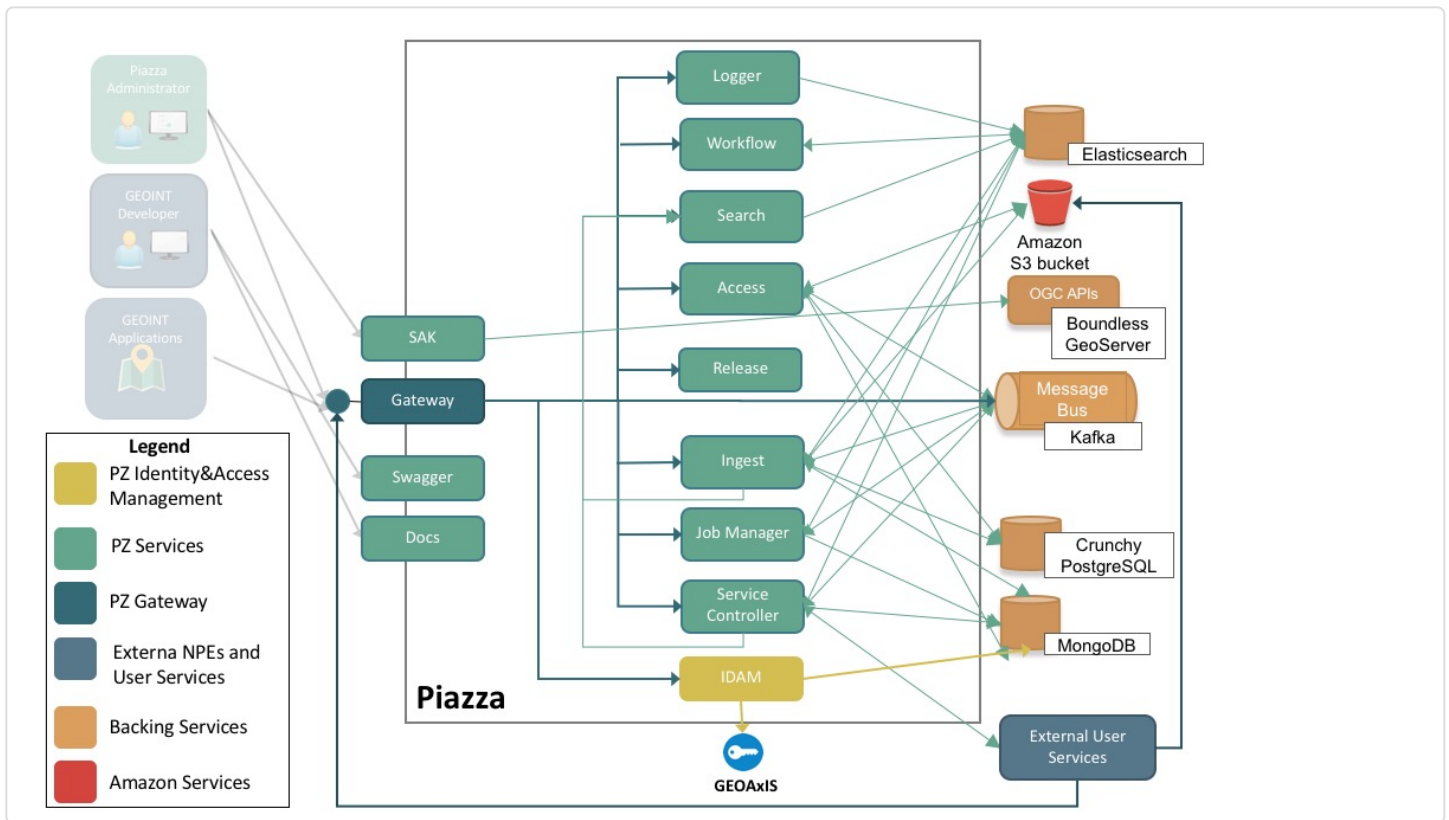 Piazza
Administrator
GEOINT
Developer
GEOINT
Applications
SAK
Gateway
Swagger
Docs
Logger
Workflow
Search
Access
Release
Ingest
Job Manager
Service
Controller
IDAM
Piazza
GEOAxIS
Elasticsearch
Amazon
S3 bucket
OGC APIs
Boundless
GeoServer
Message
Bus
Kafka
Crunchy
PostgreSQL
MongoDB
External User
Services
Legend
PZ Identity&Access
Management
PZ Services
PZ Gateway
Externa NPEs and
User Services
Backing Services
Amazon Services